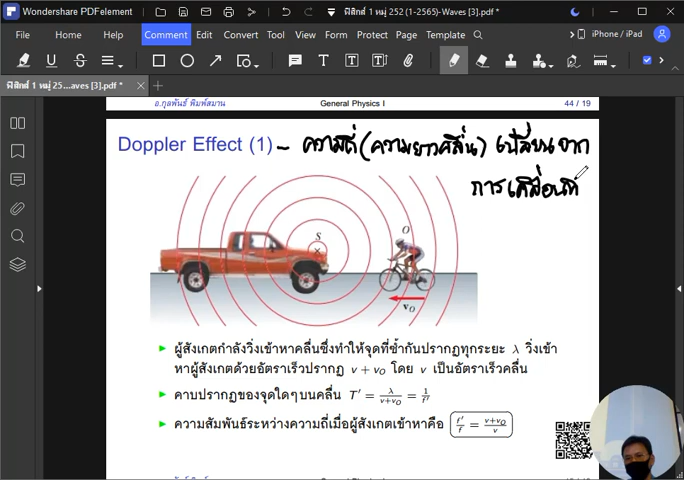 Wondershare PDFelement
ฟิสิกส์ 1 หมู่ 252 (1-2565)-Waves [3].pdf *
File
Home
Comment
Edit
Convert
Tool
Organize
Page
Template
iPhone / iPad
ฟิสิกส์ 1 หมู่ 25...aves [3].pdf *
อ.กุลพันธ์ พิมพ์สมาน
General Physics I
44 / 19
Doppler Effect (1) ~ ความถี่ (ความยาวคลื่น) เปลี่ยนจาก
การเคลื่อนที่
S
O
v_O
ผู้สังเกตกำลังวิ่งเข้าหาคลื่นซึ่งทำให้จุดที่ซ้ำกันปรากฏทุกระยะ λ วิ่งเข้า
หาผู้สังเกตด้วยอัตราเร็วปรากฏ v + v_O โดย v เป็นอัตราเร็วคลื่น
คาบปรากฏของจุดใดๆบนคลื่น T′ = λ/(v+v_O) = 1/f′
ความสัมพันธ์ระหว่างความถี่เมื่อผู้สังเกตเข้าหาคือ f′/f = (v+v_O)/v